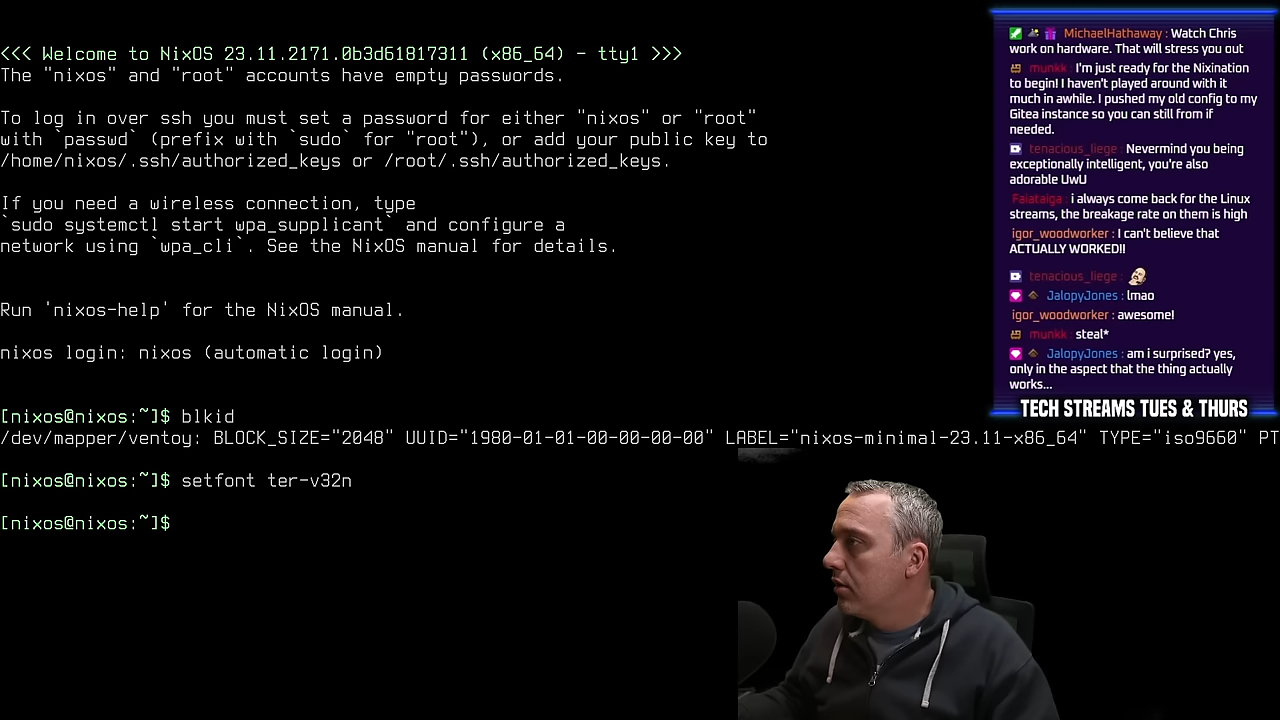 <<< Welcome to NixOS 23.11.2171.0b3d61817311 (x86_64) - tty1 >>>
The "nixos" and "root" accounts have empty passwords.
To log in over ssh you must set a password for either "nixos" or "root"
with `passwd` (prefix with `sudo` for "root"), or add your public key to
/home/nixos/.ssh/authorized_keys or /root/.ssh/authorized_keys.
If you need a wireless connection, type
`sudo systemctl start wpa_supplicant` and configure a
network using `wpa_cli`. See the NixOS manual for details.
Run 'nixos-help' for the NixOS manual.
nixos login: nixos (automatic login)
[nixos@nixos:~]$ blkid
/dev/mapper/ventoy: BLOCK_SIZE="2048" UUID="1980-01-01-00-00-00-00" LABEL="nixos-minimal-23.11-x86_64" TYPE="iso9660" PT
[nixos@nixos:~]$ setfont ter-v32n
[nixos@nixos:~]$
MichaelHathaway : Watch Chris
work on hardware. That will stress you out
munkk : I'm just ready for the Nixination
to begin! I haven't played around with it
much in awhile. I pushed my old config to my
Gitea instance so you can still from if
needed.
tenacious_liege : Nevermind you being
exceptionally intelligent, you're also
adorable UwU
Faiataiga : i always come back for the Linux
streams, the breakage rate on them is high
igor_woodworker : I can't believe that
ACTUALLY WORKED!!
tenacious_liege :
JalopyJones : lmao
igor_woodworker : awesome!
munkk : steal*
JalopyJones : am i surprised? yes,
only in the aspect that the thing actually
works...
TECH STREAMS TUES & THURS